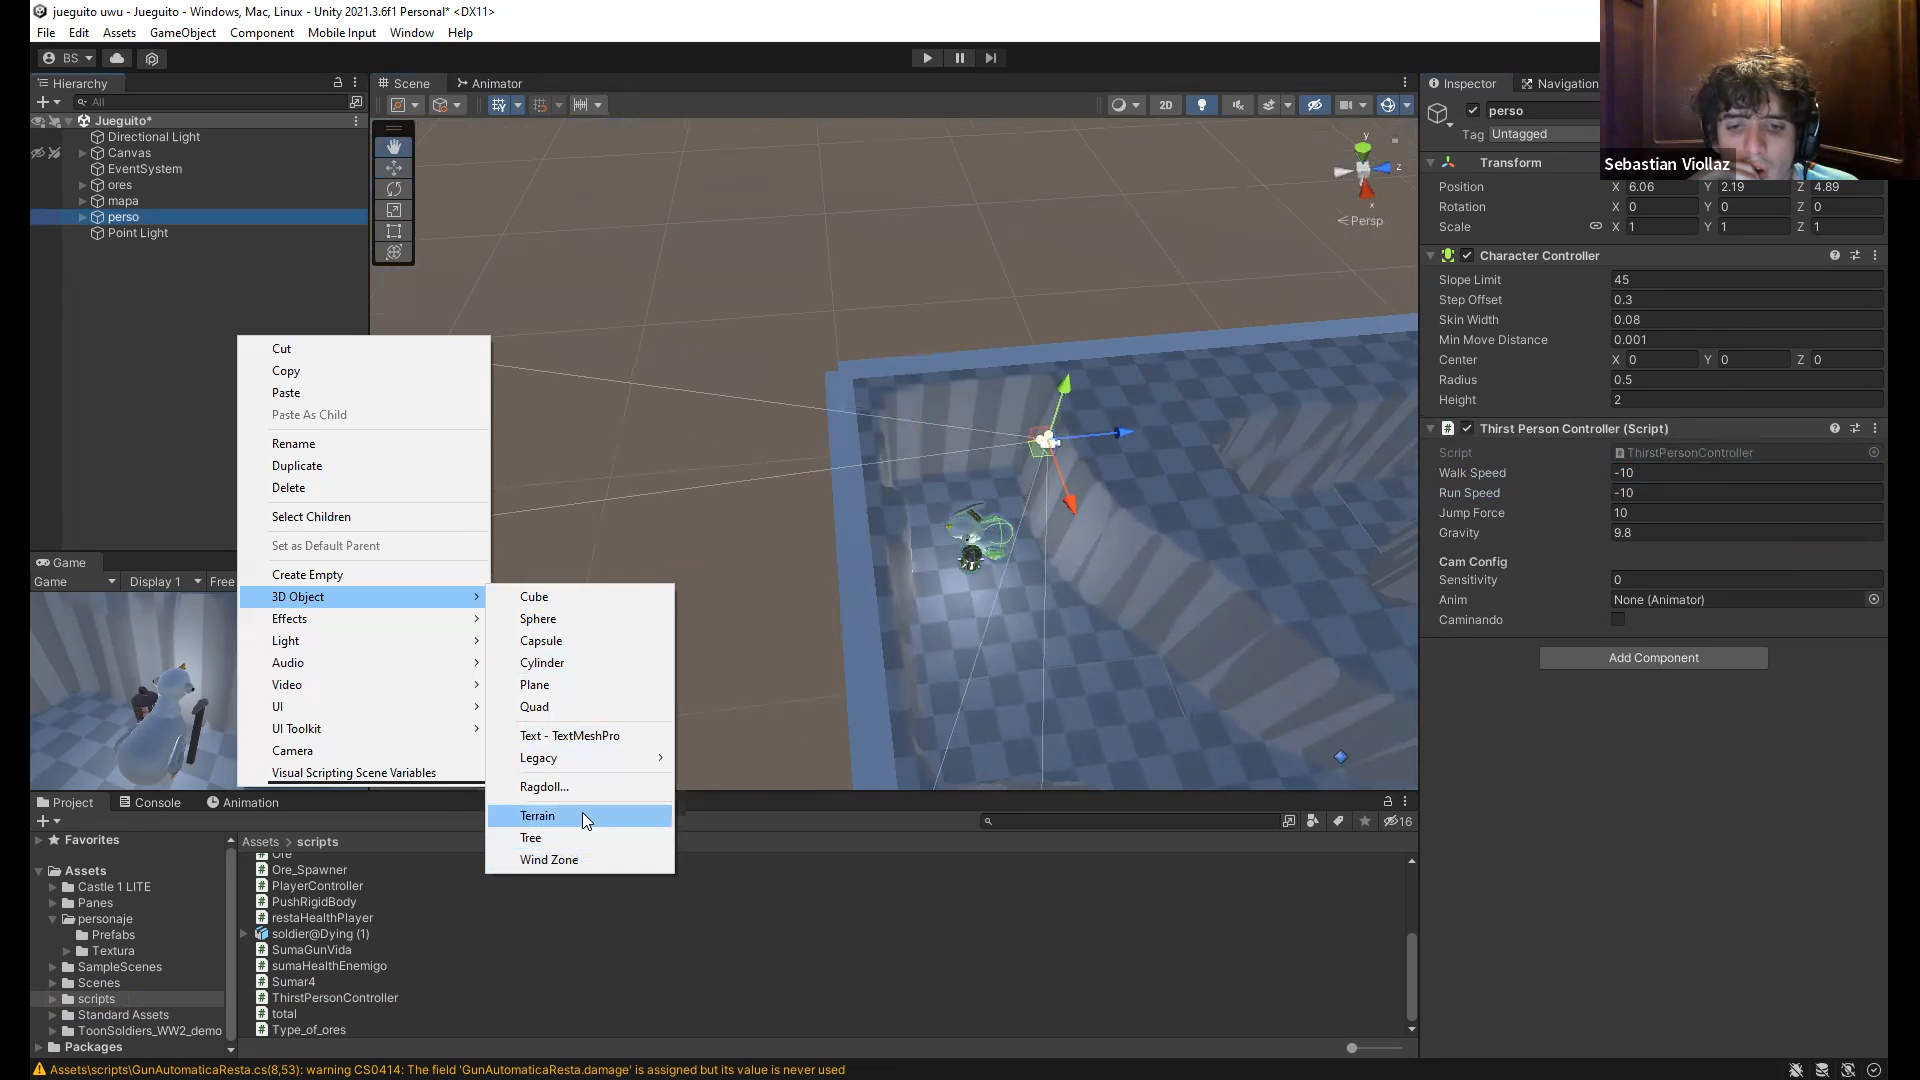 jueguito uwu - Jueguito - Windows, Mac, Linux - Unity 2021.3.6f1 Personal* <DX11>
File Edit Assets GameObject Component Mobile Input Window Help
BS
Hierarchy
All
Jueguito*
Directional Light
Canvas
EventSystem
ores
mapa
perso
Point Light
Scene Animator
2D
y
z
x
Persp
Cut
Copy
Paste
Paste As Child
Rename
Duplicate
Delete
Select Children
Set as Default Parent
Create Empty
3D Object
Effects
Light
Audio
Video
UI
UI Toolkit
Camera
Visual Scripting Scene Variables
Cube
Sphere
Capsule
Cylinder
Plane
Quad
Text - TextMeshPro
Legacy
Ragdoll...
Terrain
Tree
Wind Zone
Game
Game Display 1 Free
Inspector Navigation
perso
Tag Untagged
Sebastian Viollaz
Transform
Position X 6.06 Y 2.19 Z 4.89
Rotation X 0 Y 0 Z 0
Scale X 1 Y 1 Z 1
Character Controller
Slope Limit 45
Step Offset 0.3
Skin Width 0.08
Min Move Distance 0.001
Center X 0 Y 0 Z 0
Radius 0.5
Height 2
Thirst Person Controller (Script)
Script ThirstPersonController
Walk Speed -10
Run Speed -10
Jump Force 10
Gravity 9.8
Cam Config
Sensitivity 0
Anim None (Animator)
Caminando
Add Component
Project Console Animation
16
Favorites
Assets
Castle 1 LITE
Panes
personaje
Prefabs
Textura
SampleScenes
Scenes
scripts
Standard Assets
ToonSoldiers_WW2_demo
Packages
Assets > scripts
Ore
Ore_Spawner
PlayerController
PushRigidBody
restaHealthPlayer
soldier@Dying (1)
SumaGunVida
sumaHealthEnemigo
Sumar4
ThirstPersonController
total
Type_of_ores
Assets\scripts\GunAutomaticaResta.cs(8,53): warning CS0414: The field 'GunAutomaticaResta.damage' is assigned but its value is never used